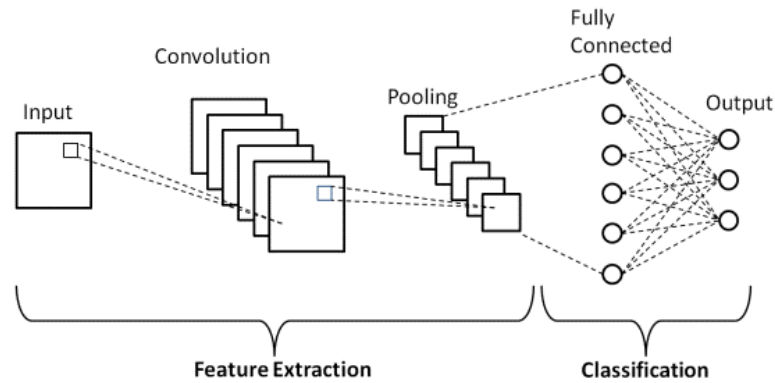 Input
Convolution
Pooling
Fully
Connected
Output
Feature Extraction
Classification